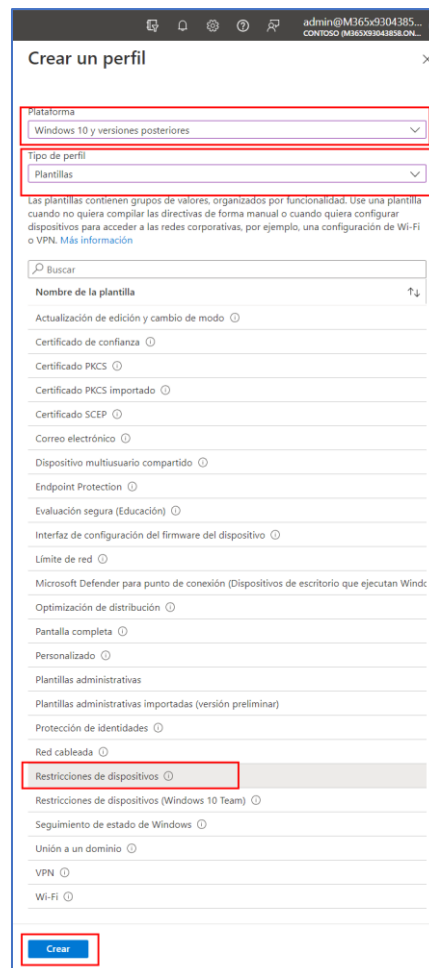 admin@M365x9304385...
CONTOSO (M365X93043858.ON...
Crear un perfil
Plataforma
Windows 10 y versiones posteriores
Tipo de perfil
Plantillas
Las plantillas contienen grupos de valores, organizados por funcionalidad. Use una plantilla
cuando no quiera compilar las directivas de forma manual o cuando quiera configurar
dispositivos para acceder a las redes corporativas, por ejemplo, una configuración de Wi-Fi
o VPN. Más información
Buscar
Nombre de la plantilla
Actualización de edición y cambio de modo
Certificado de confianza
Certificado PKCS
Certificado PKCS importado
Certificado SCEP
Correo electrónico
Dispositivo multiusuario compartido
Endpoint Protection
Evaluación segura (Educación)
Interfaz de configuración del firmware del dispositivo
Límite de red
Microsoft Defender para punto de conexión (Dispositivos de escritorio que ejecutan Windo
Optimización de distribución
Pantalla completa
Personalizado
Plantillas administrativas
Plantillas administrativas importadas (versión preliminar)
Protección de identidades
Red cableada
Restricciones de dispositivos
Restricciones de dispositivos (Windows 10 Team)
Seguimiento de estado de Windows
Unión a un dominio
VPN
Wi-Fi
Crear